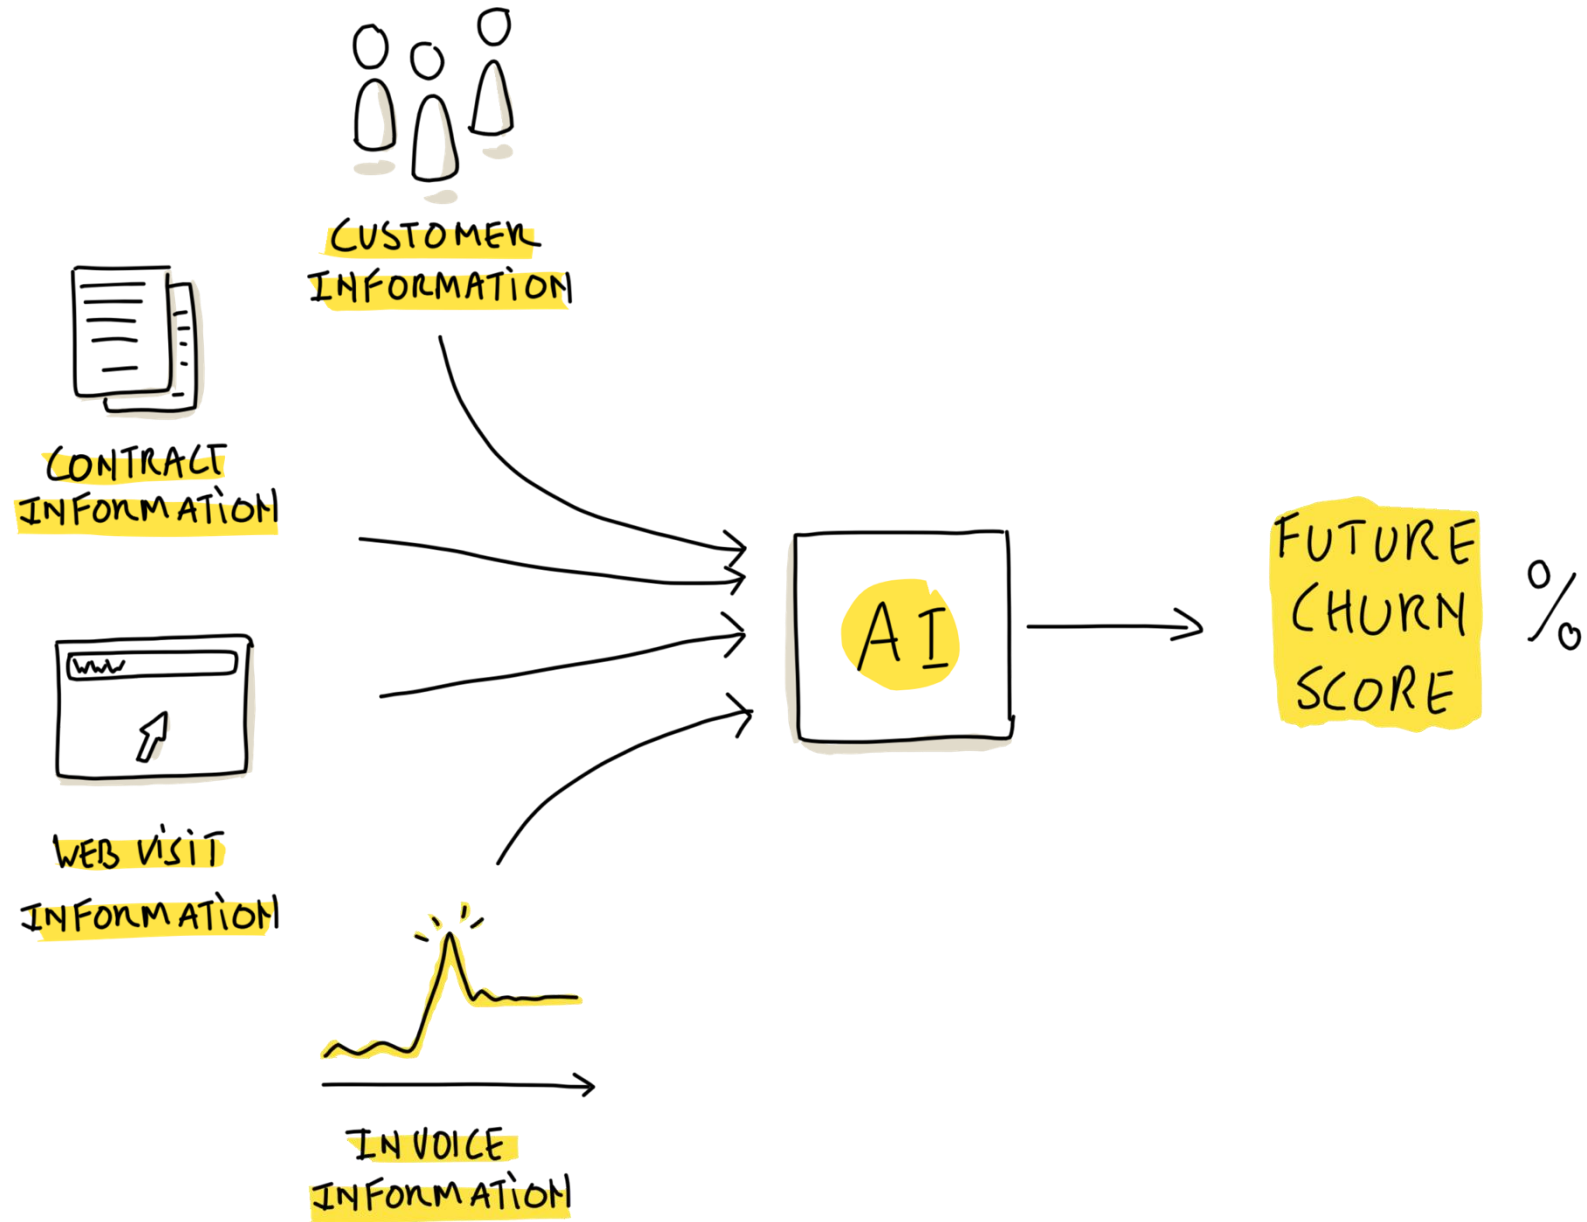 CUSTOMER
INFORMATION
CONTRACT
INFORMATION
www
WEB VISIT
INFORMATION
INVOICE
INFORMATION
AI
FUTURE
CHURN
SCORE
%